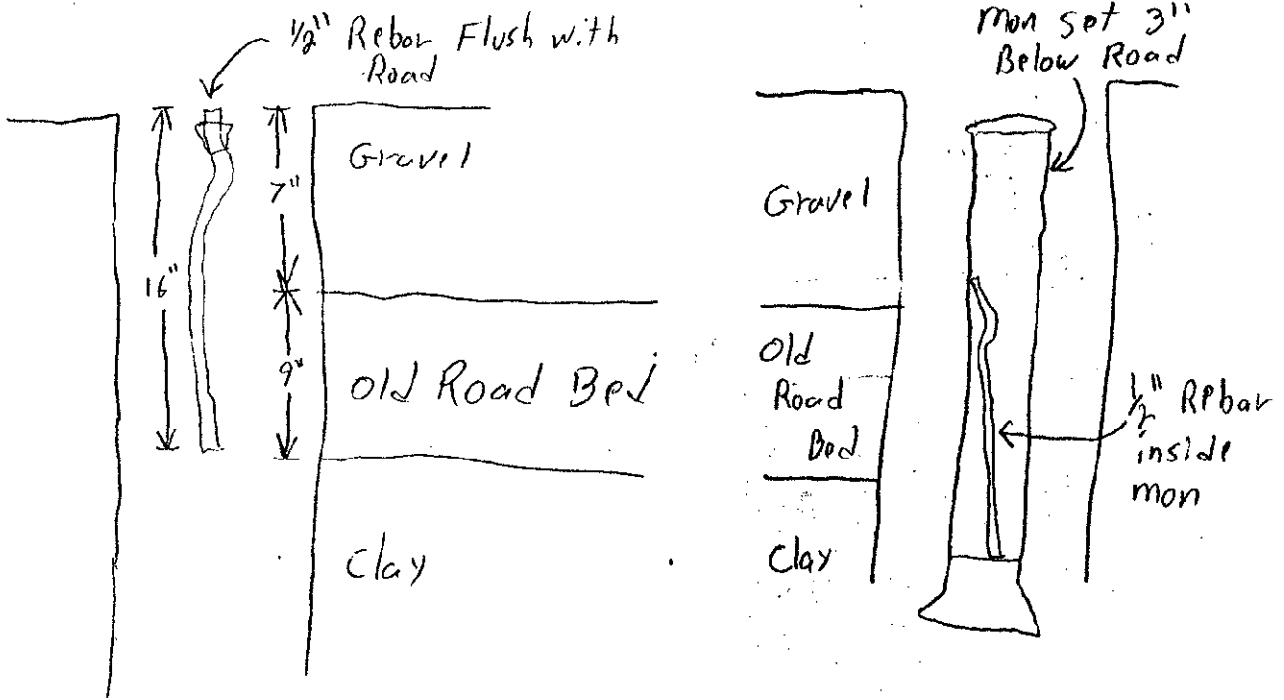 1/2" Rebar Flush with
Road
16"
7"
9"
Gravel
Old Road Bed
Clay
Mon set 3"
Below Road
Gravel
Old
Road
Bed
Clay
1/2" Rebar
inside
mon